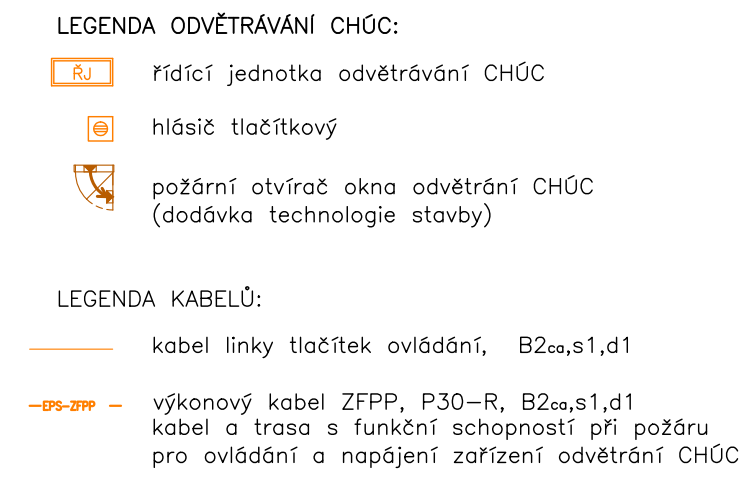 LEGENDA ODVĚTRÁVÁNÍ CHÚC:
ŘJ řídící jednotka odvětrávání CHÚC
hlásič tlačítkový
požární otvírač okna odvětrání CHÚC
(dodávka technologie stavby)
LEGENDA KABELŮ:
kabel linky tlačítek ovládání, B2ca,s1,d1
EPS-ZFPP výkonový kabel ZFPP, P30-R, B2ca,s1,d1
kabel a trasa s funkční schopností při požáru
pro ovládání a napájení zařízení odvětrání CHÚC